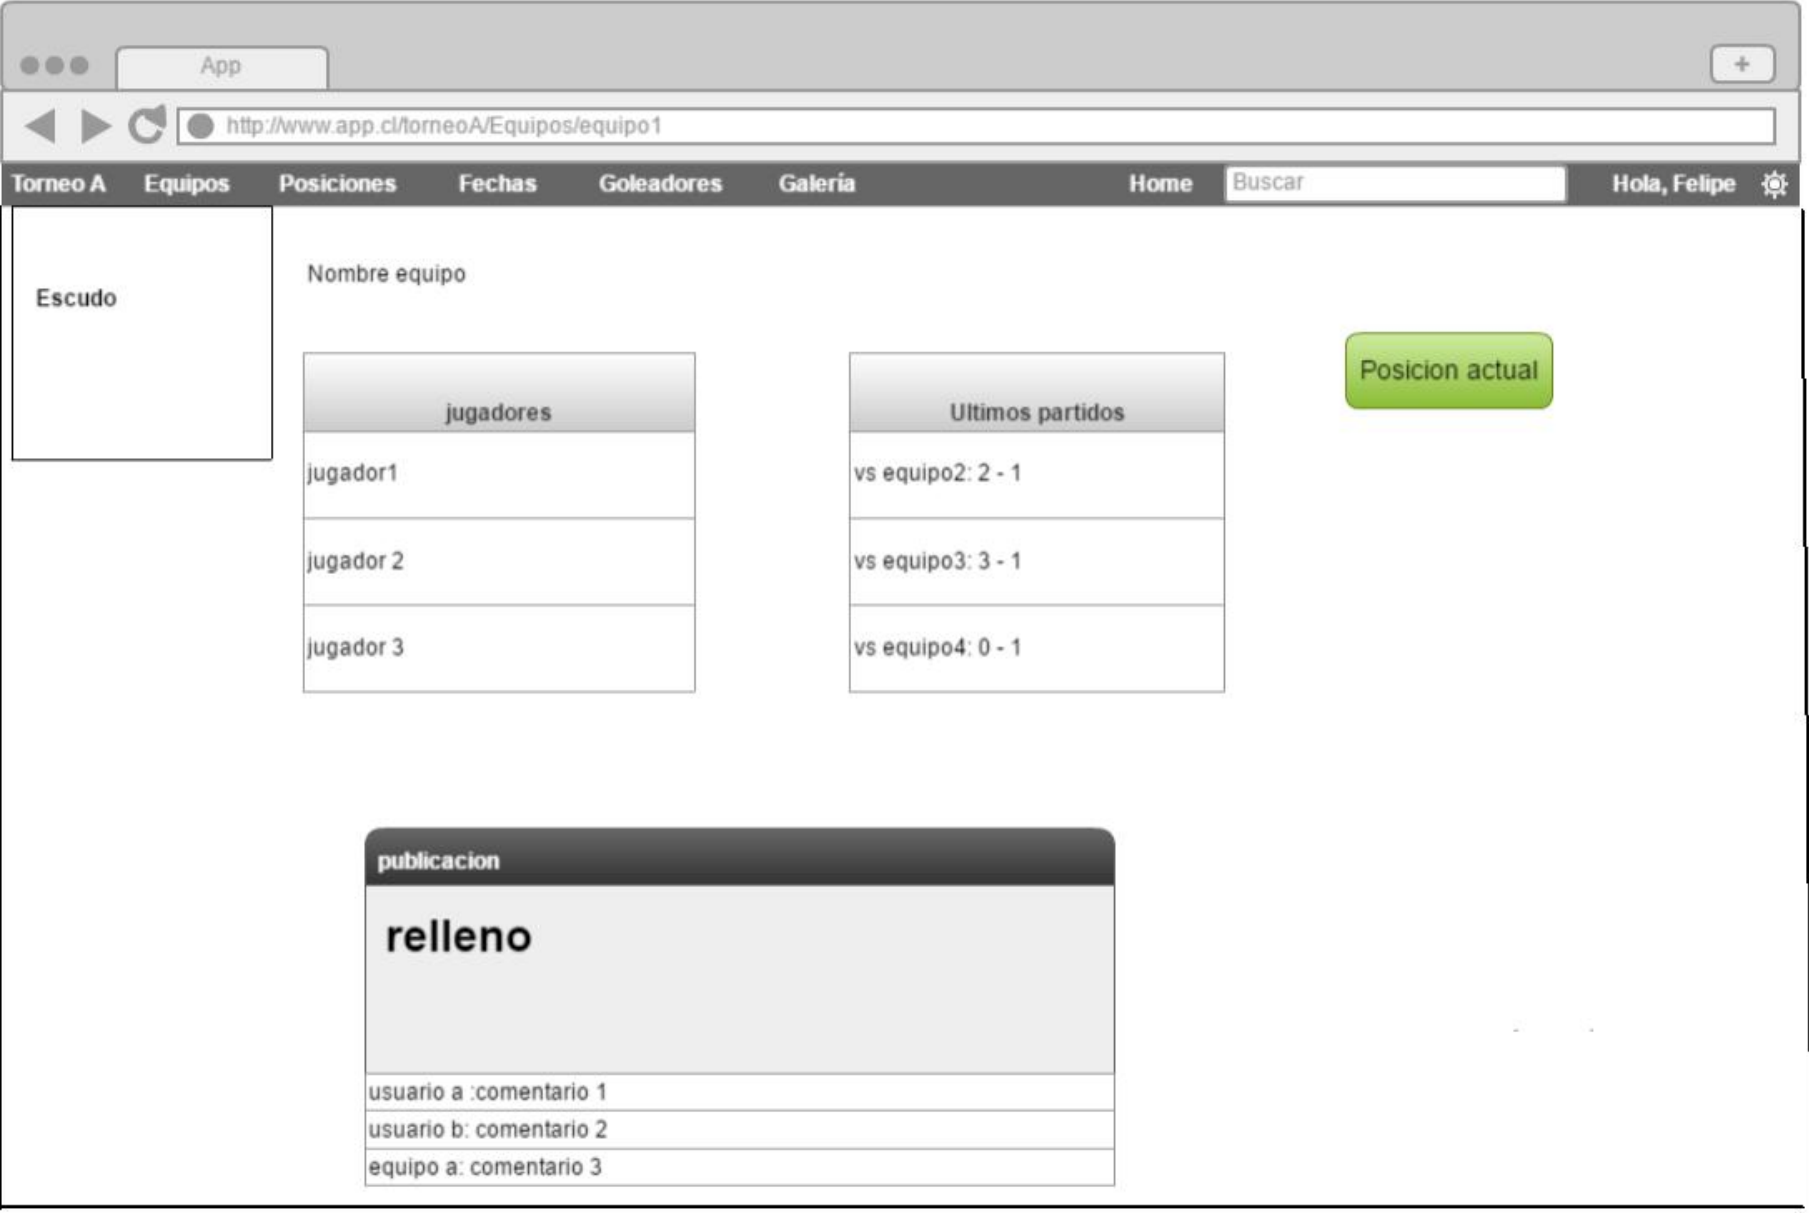 App
+
http://www.app.cl/torneoA/Equipos/equipo1
Torneo A Equipos Posiciones Fechas Goleadores Galería Home Buscar Hola, Felipe
Escudo
Nombre equipo
Posicion actual
jugadores
jugador1
jugador 2
jugador 3
Ultimos partidos
vs equipo2: 2 - 1
vs equipo3: 3 - 1
vs equipo4: 0 - 1
publicacion
relleno
usuario a :comentario 1
usuario b: comentario 2
equipo a: comentario 3